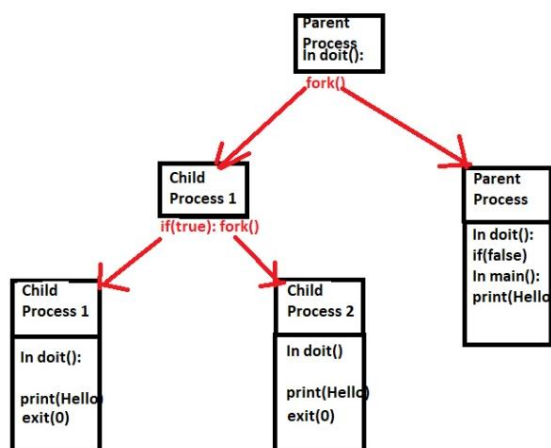 Parent
Process
In doit():
fork()
Child
Process 1
if(true): fork()
Parent
Process
In doit():
if(false)
In main():
print(Hello
Child
Process 1
In doit():
print(Hello)
exit(0)
Child
Process 2
In doit()
print(Hello)
exit(0)